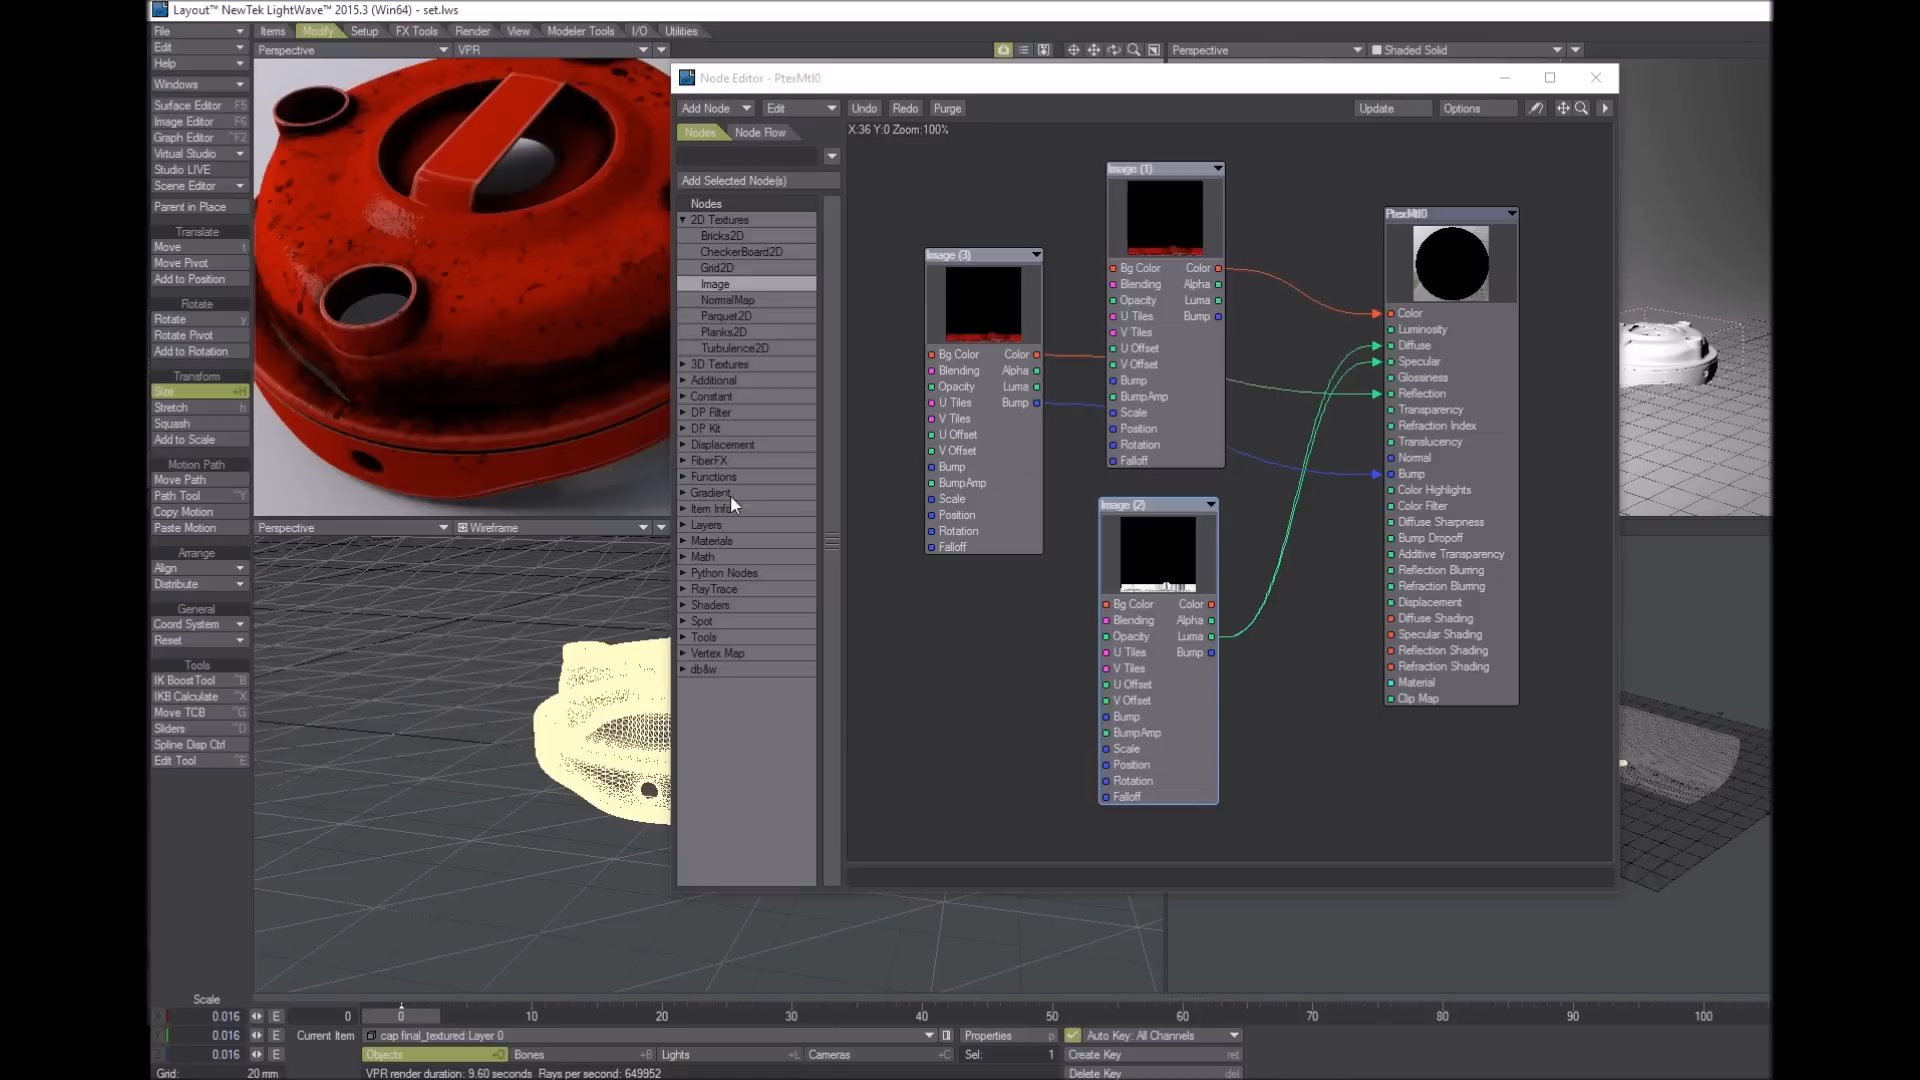 Layout™ NewTek LightWave™ 2015.3 (Win64) - set.lws
File
Items
Modify
Setup
FX Tools
Render
View
Modeler Tools
I/O
Utilities
Edit
Help
Windows
Surface Editor F5
Image Editor F6
Graph Editor ^F2
Virtual Studio
Studio LIVE
Scene Editor
Parent in Place
Translate
Move t
Move Pivot
Add to Position
Rotate
Rotate y
Rotate Pivot
Add to Rotation
Transform
Size +H
Stretch h
Squash
Add to Scale
Motion Path
Move Path
Path Tool ^Y
Copy Motion
Paste Motion
Arrange
Align
Distribute
General
Coord System
Reset
Tools
IK BoostTool ^B
IKB Calculate ^X
Move TCB ^G
Sliders ^D
Spline Disp Ctrl
Edit Tool ^E
Perspective
VPR
Perspective
Shaded Solid
Perspective
Wireframe
Node Editor - PtexMtl0
Add Node
Edit
Undo
Redo
Purge
Update
Options
Nodes
Node Flow
X:36 Y:0 Zoom:100%
Add Selected Node(s)
Nodes
2D Textures
Bricks2D
CheckerBoard2D
Grid2D
Image
NormalMap
Parquet2D
Planks2D
Turbulence2D
3D Textures
Additional
Constant
DP Filter
DP Kit
Displacement
FiberFX
Functions
Gradient
Item Info
Layers
Materials
Math
Python Nodes
RayTrace
Shaders
Spot
Tools
Vertex Map
db&w
Image (3)
Bg Color Color
Blending Alpha
Opacity Luma
U Tiles Bump
V Tiles
U Offset
V Offset
Bump
BumpAmp
Scale
Position
Rotation
Falloff
Image (1)
Bg Color Color
Blending Alpha
Opacity Luma
U Tiles Bump
V Tiles
U Offset
V Offset
Bump
BumpAmp
Scale
Position
Rotation
Falloff
Image (2)
Bg Color Color
Blending Alpha
Opacity Luma
U Tiles Bump
V Tiles
U Offset
V Offset
Bump
BumpAmp
Scale
Position
Rotation
Falloff
PtexMtl0
Color
Luminosity
Diffuse
Specular
Glossiness
Reflection
Transparency
Refraction Index
Translucency
Normal
Bump
Color Highlights
Color Filter
Diffuse Sharpness
Bump Dropoff
Additive Transparency
Reflection Blurring
Refraction Blurring
Displacement
Diffuse Shading
Specular Shading
Reflection Shading
Refraction Shading
Material
Clip Map
Scale
X 0.016 E
Y 0.016 E
Z 0.016 E
Grid: 20 mm
0 0 10 20 30 40 50 60 70 80 90 100
Current Item cap final_textured:Layer 0 Properties p Auto Key: All Channels
Objects +O Bones +B Lights +L Cameras +C Sel: 1 Create Key ret
VPR render duration: 9.60 seconds Rays per second: 649952 Delete Key del